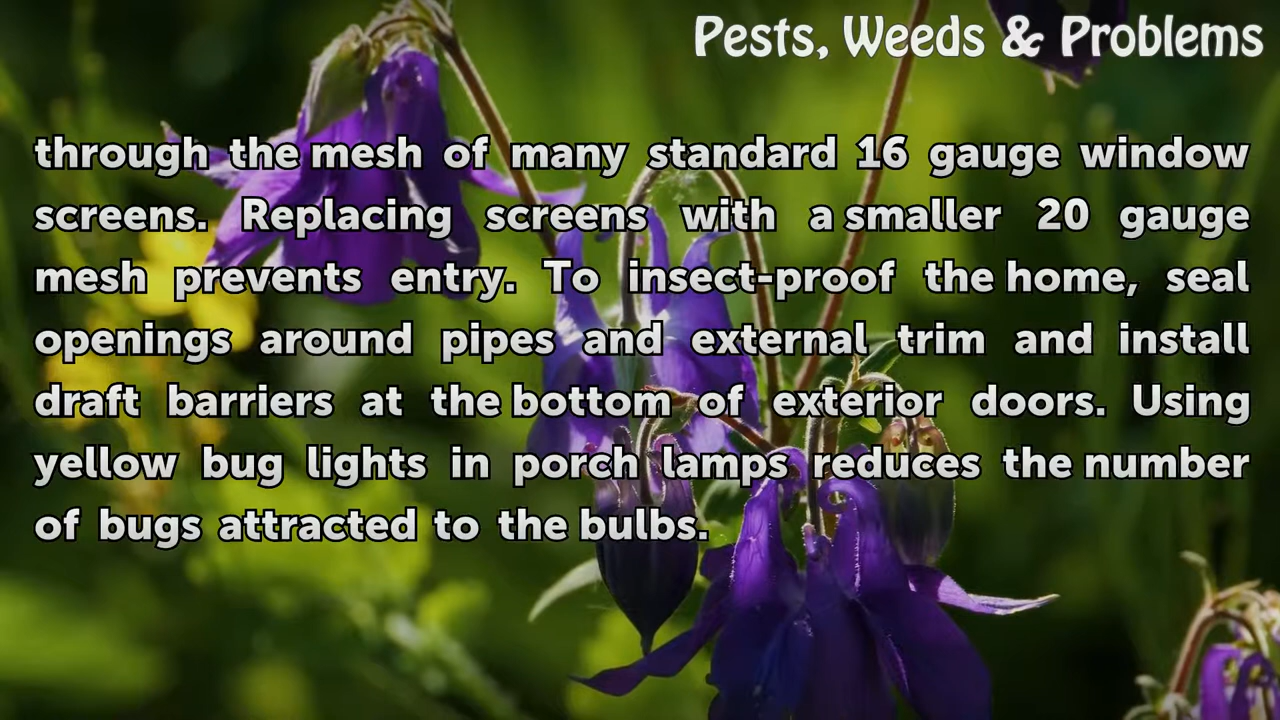 Pests, Weeds & Problems
through the mesh of many standard 16 gauge window
screens. Replacing screens with a smaller 20 gauge
mesh prevents entry. To insect-proof the home, seal
openings around pipes and external trim and install
draft barriers at the bottom of exterior doors. Using
yellow bug lights in porch lamps reduces the number
of bugs attracted to the bulbs.